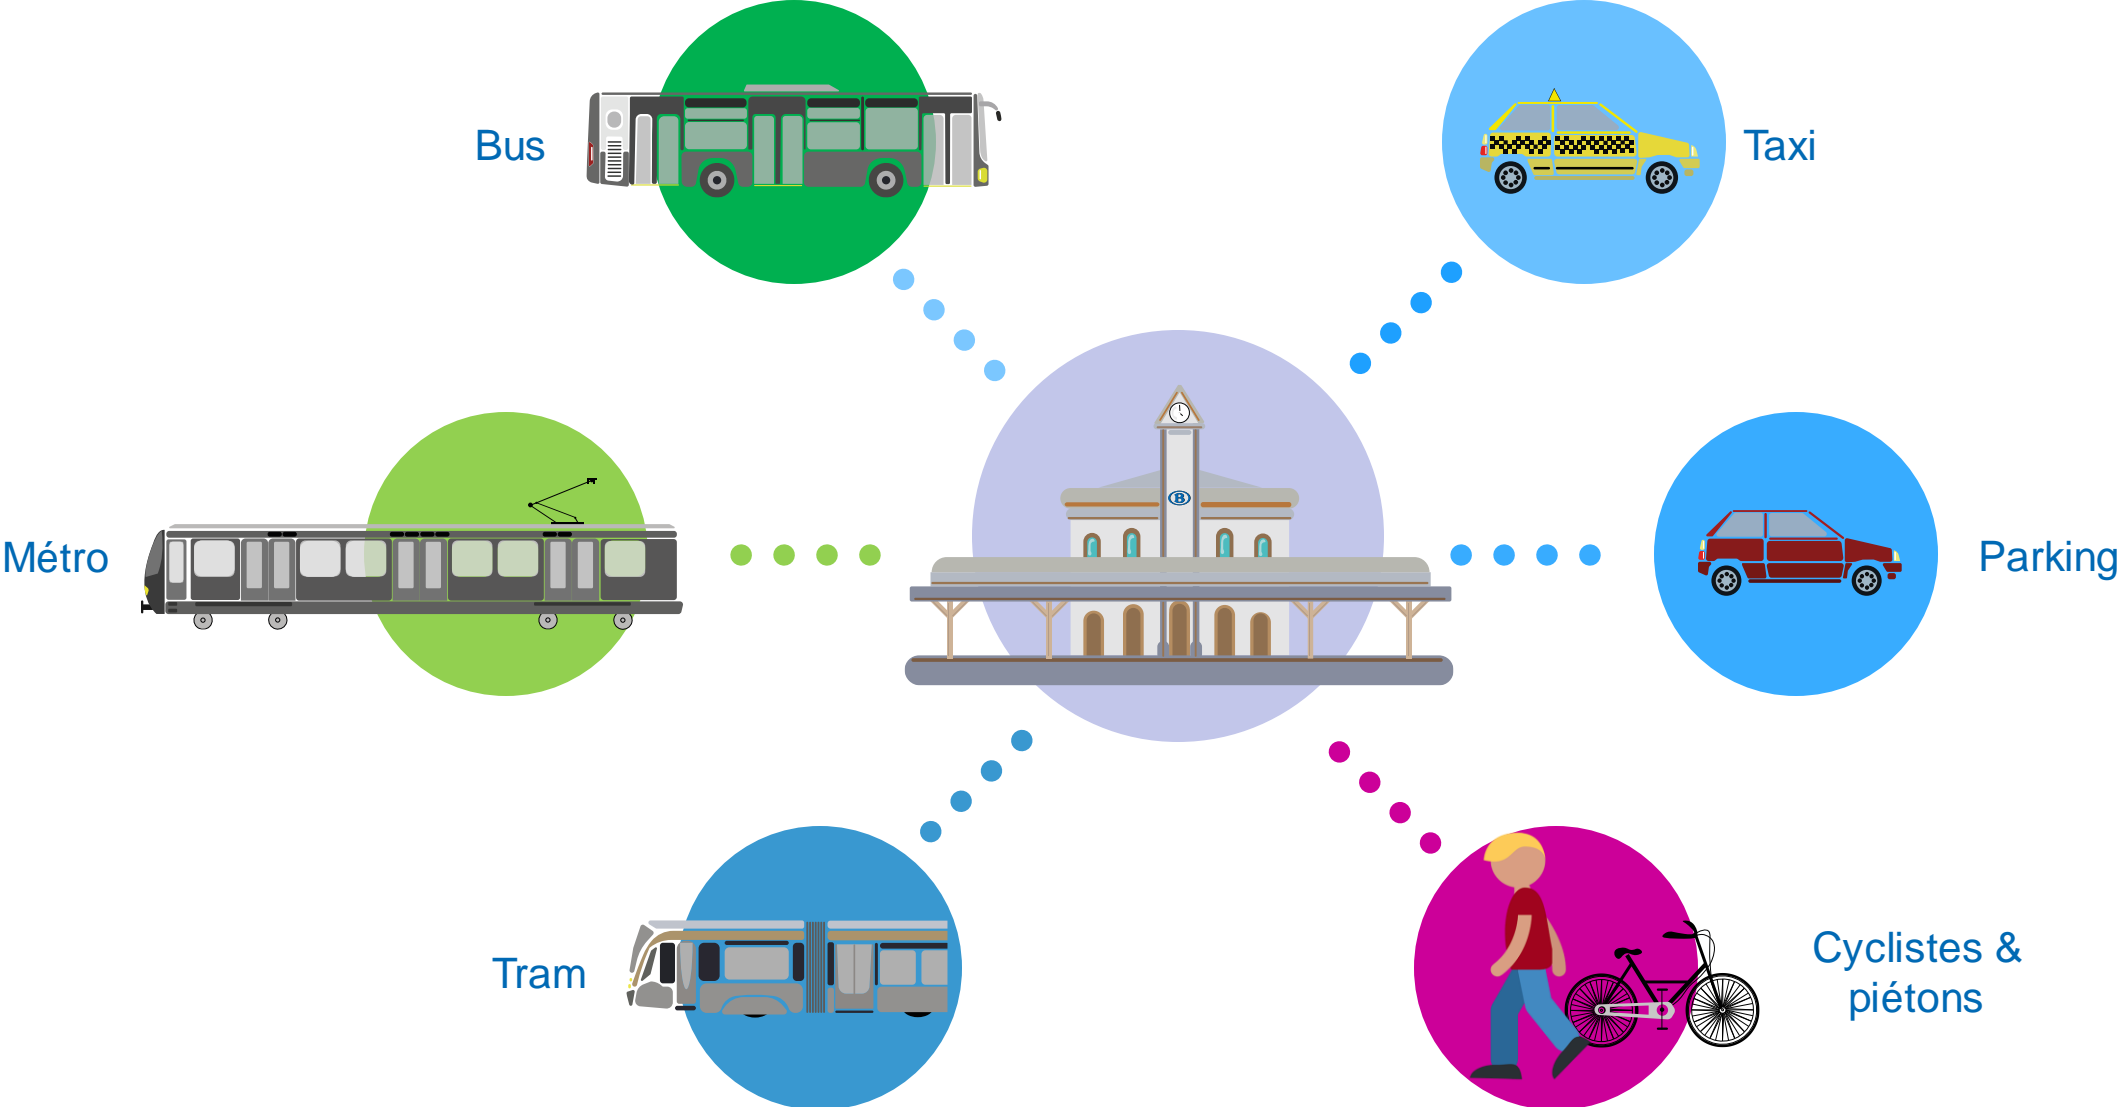 Bus
Taxi
B
Métro
Parking
Tram
Cyclistes &
piétons